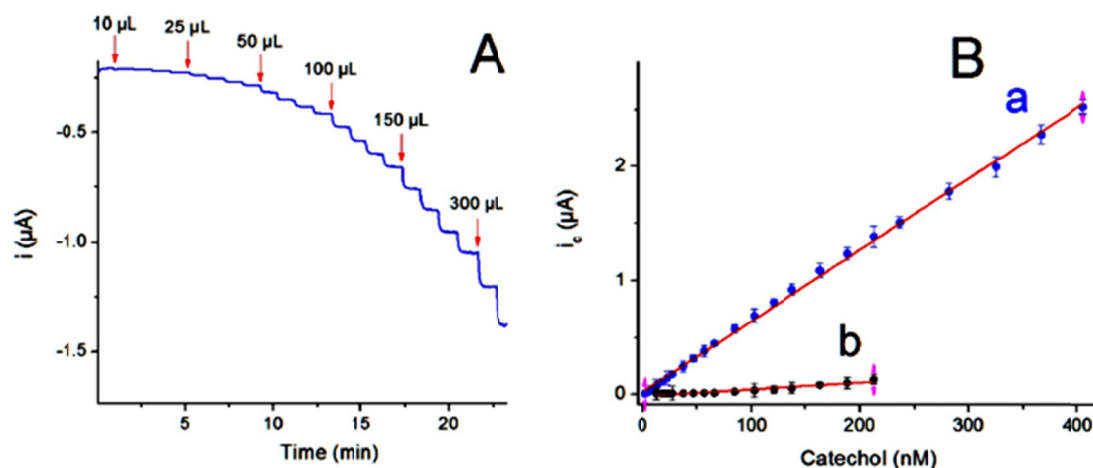 10 µL
25 µL
50 µL
100 µL
150 µL
300 µL
A
-0.5
-1.0
-1.5
i (µA)
5
10
15
20
Time (min)
B
a
b
2
1
0
i_c (µA)
0
100
200
300
400
Catechol (nM)